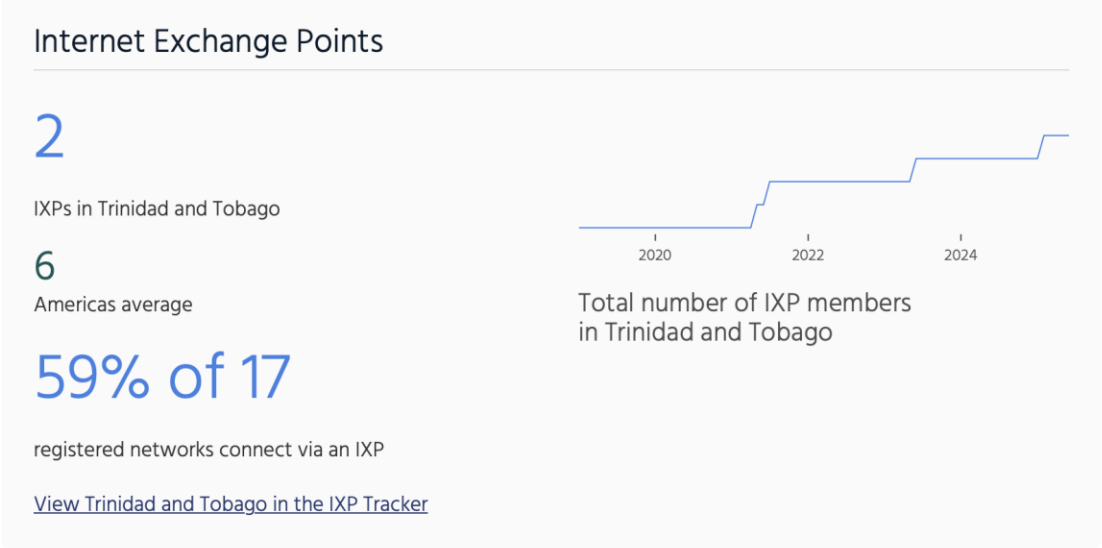 Internet Exchange Points
2
IXPs in Trinidad and Tobago
6
Americas average
59% of 17
registered networks connect via an IXP
View Trinidad and Tobago in the IXP Tracker
2020
2022
2024
Total number of IXP members
in Trinidad and Tobago